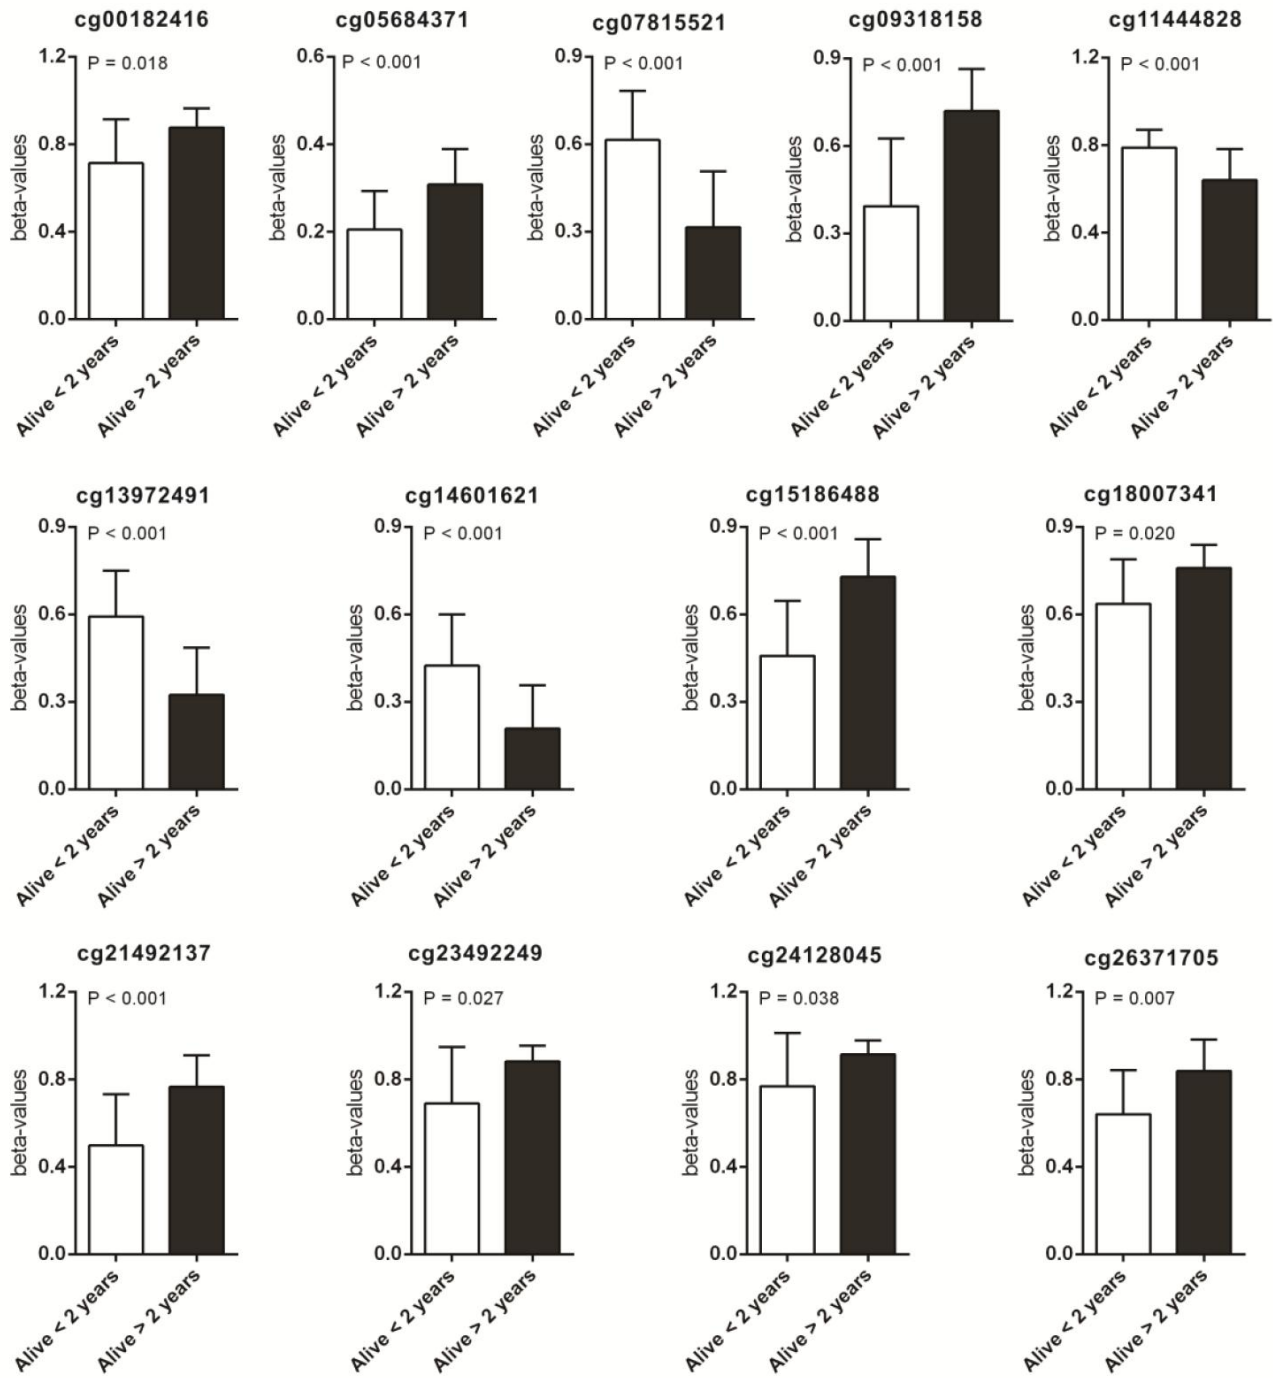 cg00182416
P = 0.018
beta-values
1.2
0.8
0.4
0.0
Alive < 2 years
Alive > 2 years
cg05684371
P < 0.001
beta-values
0.6
0.4
0.2
0.0
Alive < 2 years
Alive > 2 years
cg07815521
P < 0.001
beta-values
0.9
0.6
0.3
0.0
Alive < 2 years
Alive > 2 years
cg09318158
P < 0.001
beta-values
0.9
0.6
0.3
0.0
Alive < 2 years
Alive > 2 years
cg11444828
P < 0.001
beta-values
1.2
0.8
0.4
0.0
Alive < 2 years
Alive > 2 years
cg13972491
P < 0.001
beta-values
0.9
0.6
0.3
0.0
Alive < 2 years
Alive > 2 years
cg14601621
P < 0.001
beta-values
0.9
0.6
0.3
0.0
Alive < 2 years
Alive > 2 years
cg15186488
P < 0.001
beta-values
0.9
0.6
0.3
0.0
Alive < 2 years
Alive > 2 years
cg18007341
P = 0.020
beta-values
0.9
0.6
0.3
0.0
Alive < 2 years
Alive > 2 years
cg21492137
P < 0.001
beta-values
1.2
0.8
0.4
0.0
Alive < 2 years
Alive > 2 years
cg23492249
P = 0.027
beta-values
1.2
0.8
0.4
0.0
Alive < 2 years
Alive > 2 years
cg24128045
P = 0.038
beta-values
1.2
0.8
0.4
0.0
Alive < 2 years
Alive > 2 years
cg26371705
P = 0.007
beta-values
1.2
0.8
0.4
0.0
Alive < 2 years
Alive > 2 years